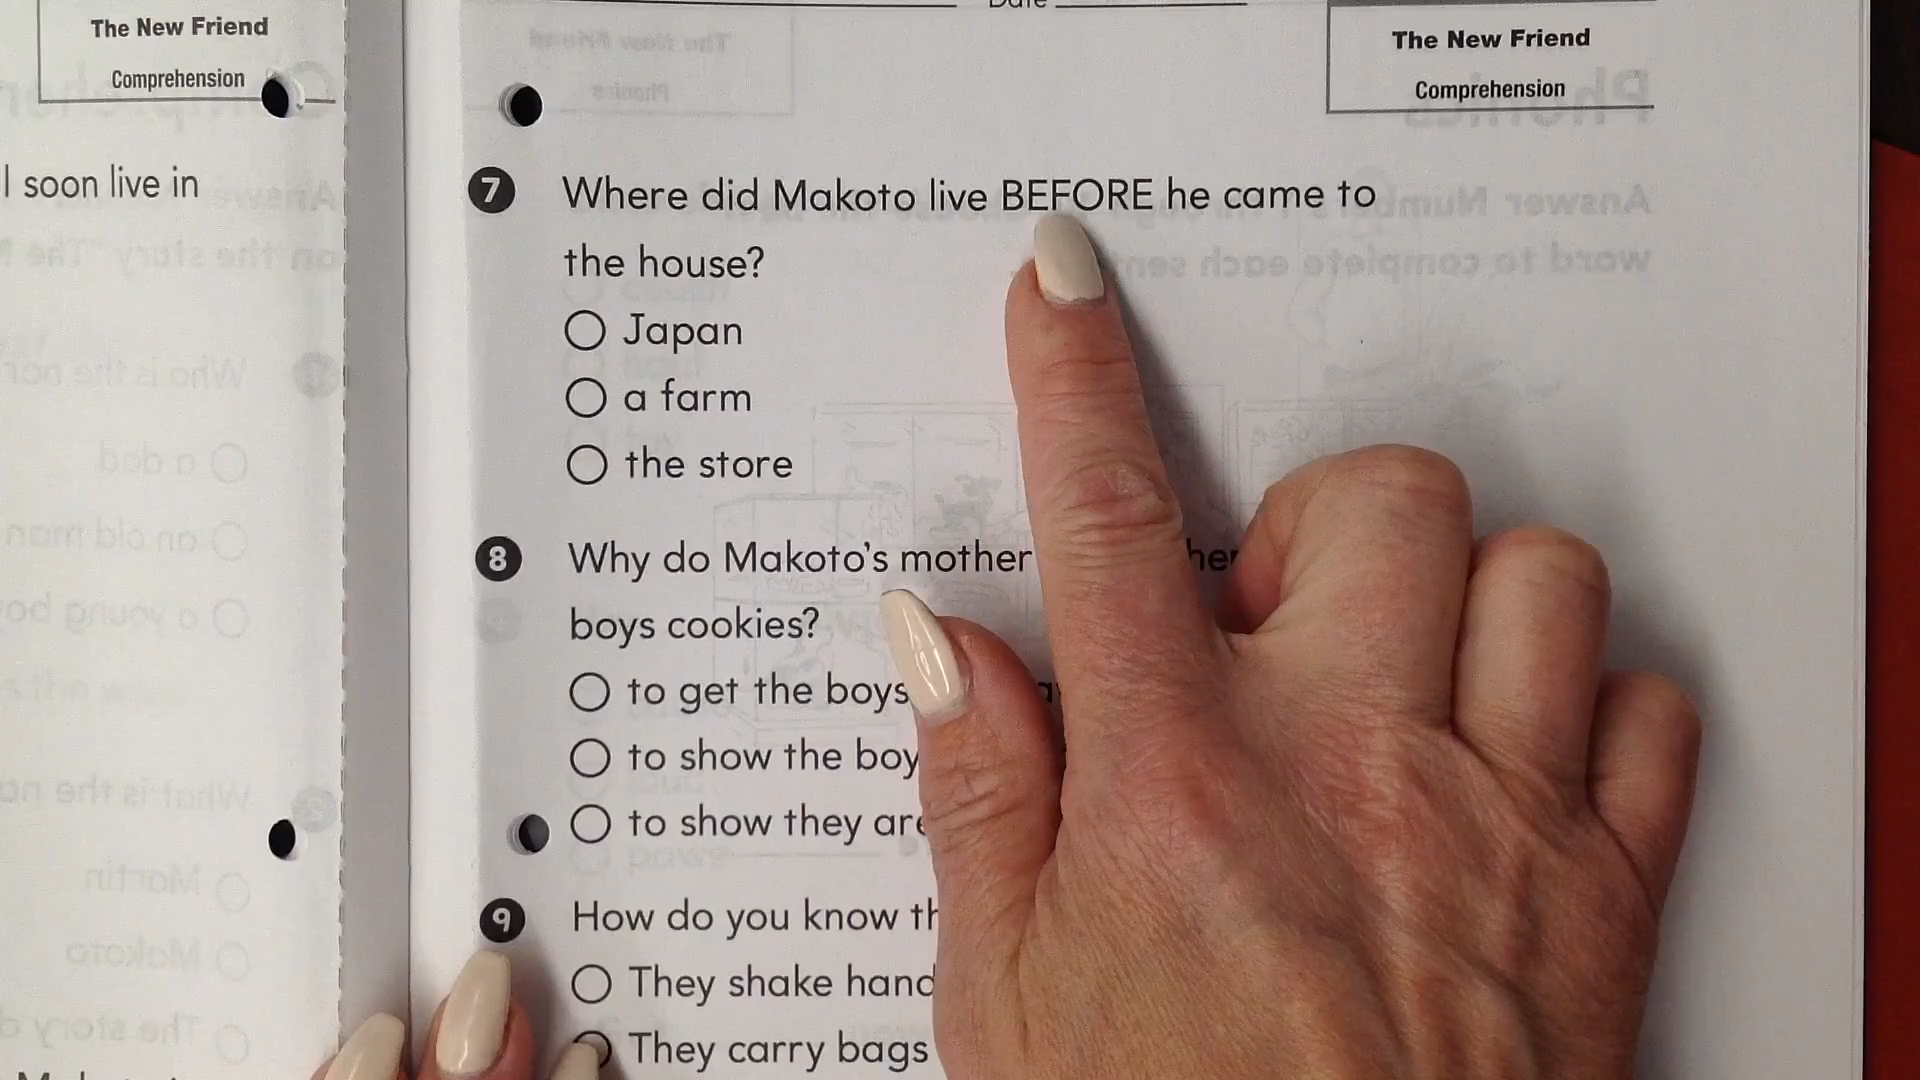 The New Friend
Comprehension
I soon live in
Date
The New Friend
Comprehension
7 Where did Makoto live BEFORE he came to
the house?
Japan
a farm
the store
8 Why do Makoto's mother
boys cookies?
to get the boys
to show the boy
to show they are
9 How do you know
They shake hand
They carry bags